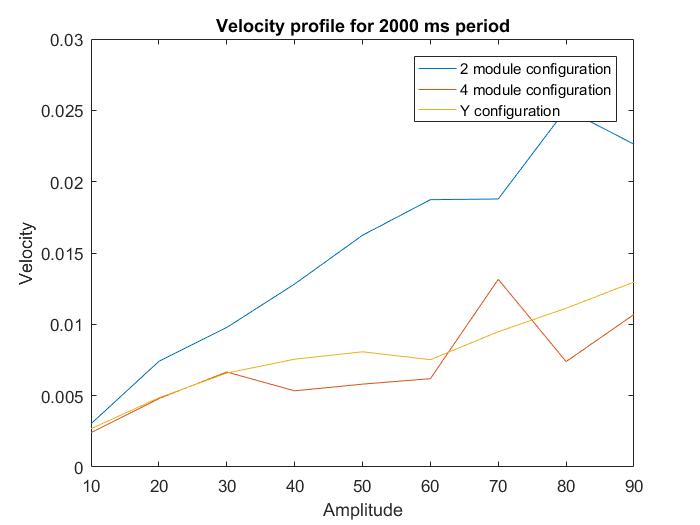 Velocity profile for 2000 ms period
0.03
2 module configuration
4 module configuration
Y configuration
0.025
0.02
0.015
0.01
0.005
0
Velocity
10 20 30 40 50 60 70 80 90
Amplitude